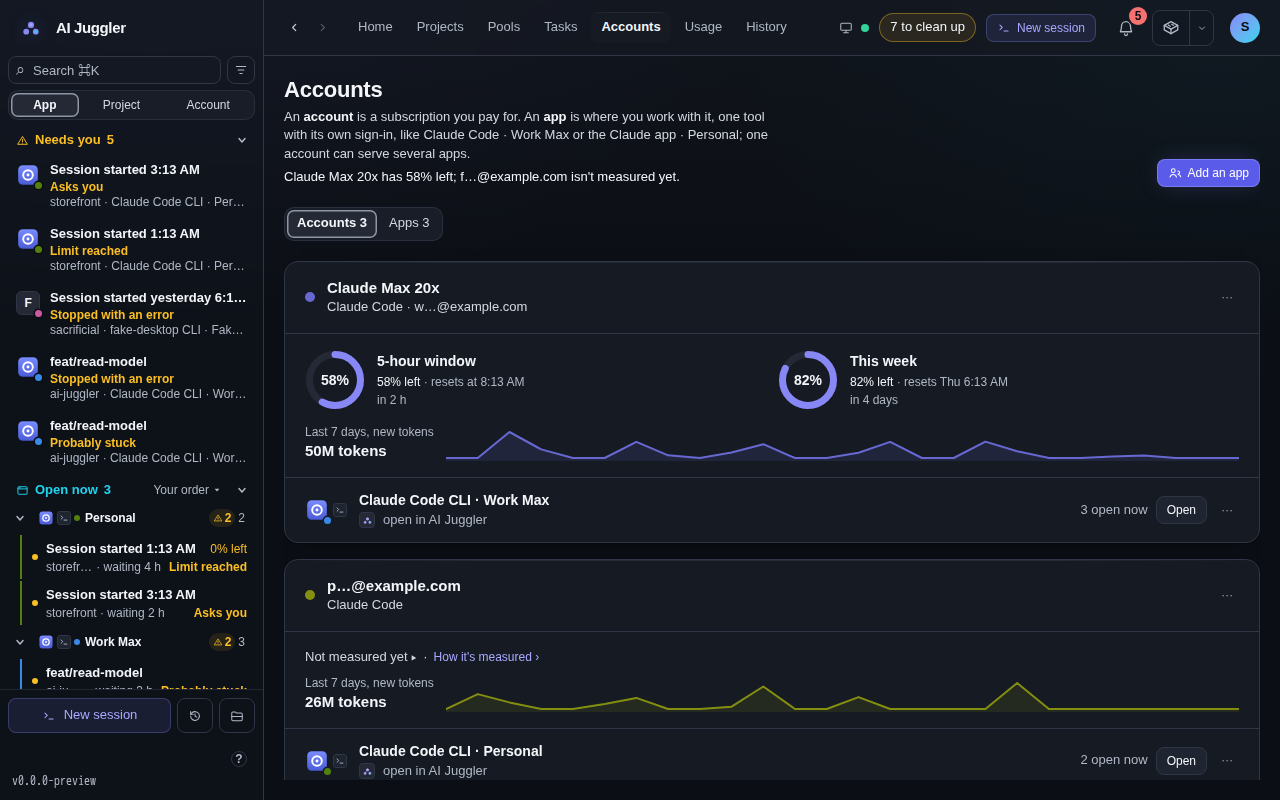 AI Juggler
Search ⌘K
App Project Account
Needs you 5
Session started 3:13 AM
Asks you
storefront · Claude Code CLI · Per…
Session started 1:13 AM
Limit reached
storefront · Claude Code CLI · Per…
F
Session started yesterday 6:1…
Stopped with an error
sacrificial · fake-desktop CLI · Fak…
feat/read-model
Stopped with an error
ai-juggler · Claude Code CLI · Wor…
feat/read-model
Probably stuck
ai-juggler · Claude Code CLI · Wor…
Open now 3 Your order
Personal 2 2
Session started 1:13 AM 0% left
storefr… · waiting 4 h Limit reached
Session started 3:13 AM
storefront · waiting 2 h Asks you
Work Max 2 3
feat/read-model
New session
?
v0.0.0-preview
Home Projects Pools Tasks Accounts Usage History
7 to clean up
New session
5
S
Accounts
An account is a subscription you pay for. An app is where you work with it, one tool
with its own sign-in, like Claude Code · Work Max or the Claude app · Personal; one
account can serve several apps.
Claude Max 20x has 58% left; f…@example.com isn't measured yet.
Add an app
Accounts 3 Apps 3
Claude Max 20x
Claude Code · w…@example.com
58%
5-hour window
58% left · resets at 8:13 AM
in 2 h
82%
This week
82% left · resets Thu 6:13 AM
in 4 days
Last 7 days, new tokens
50M tokens
Claude Code CLI · Work Max
open in AI Juggler
3 open now Open
p…@example.com
Claude Code
Not measured yet ▸ · How it's measured ›
Last 7 days, new tokens
26M tokens
Claude Code CLI · Personal
open in AI Juggler
2 open now Open